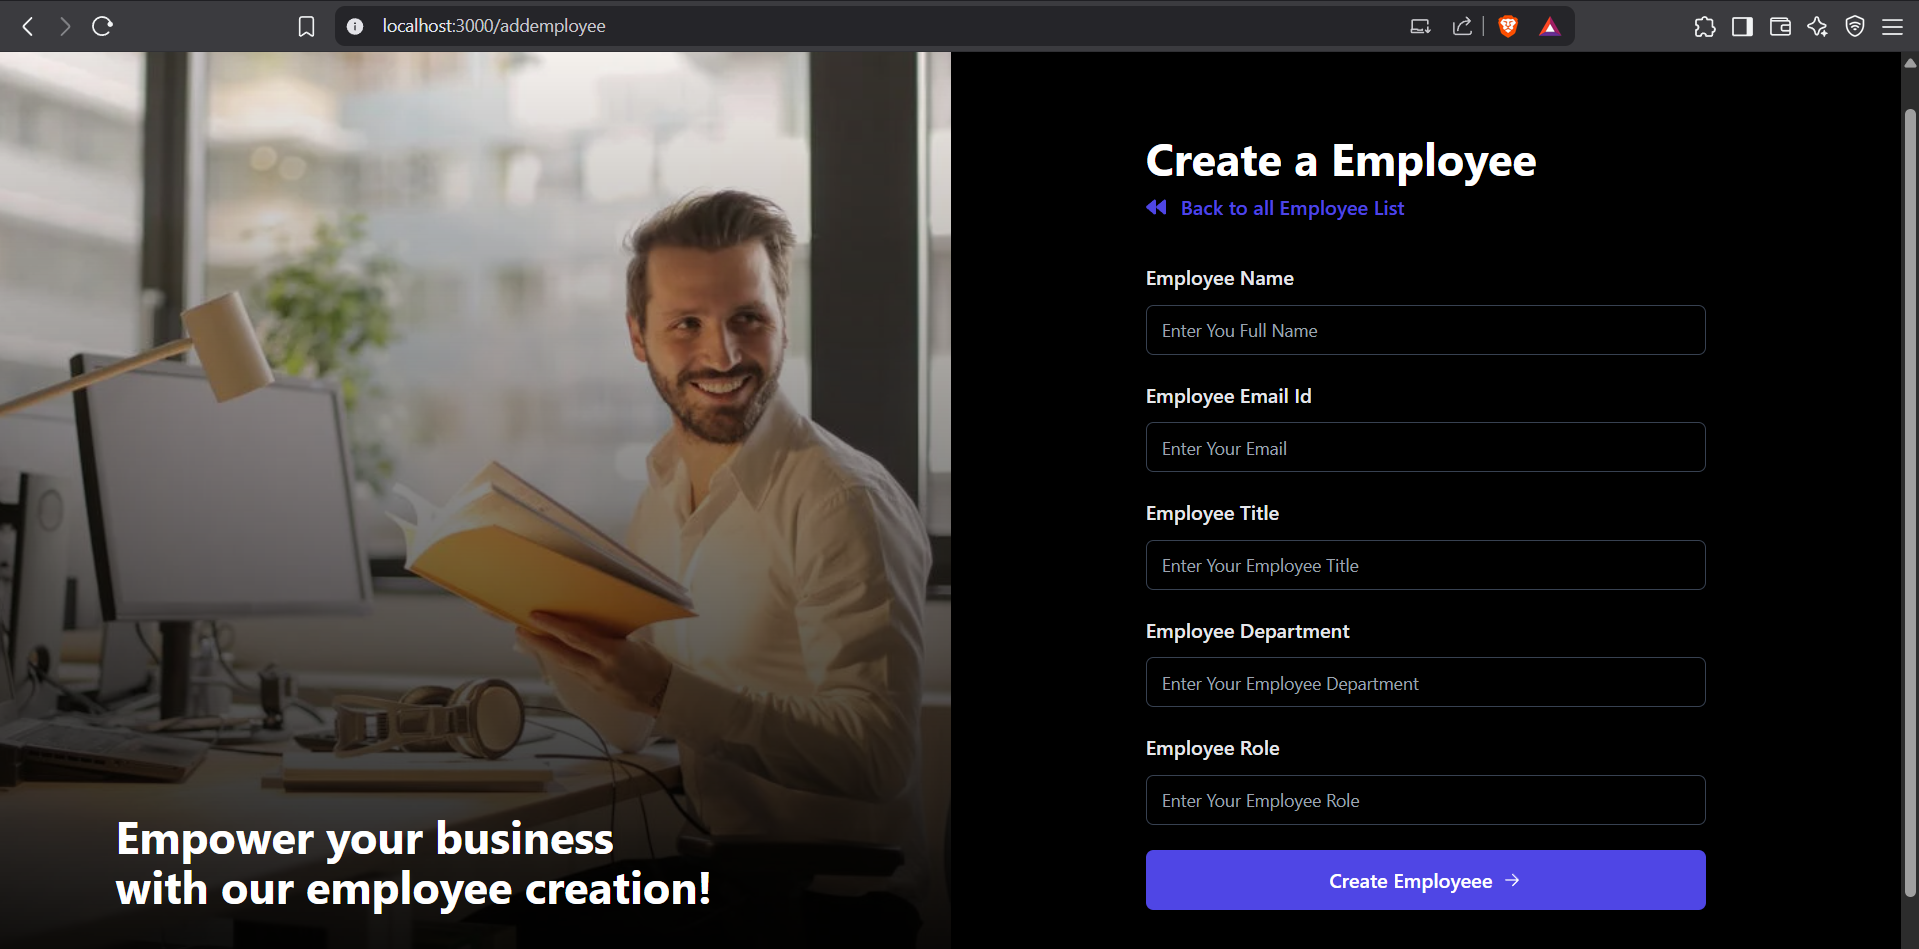 localhost:3000/addemployee
Create a Employee
Back to all Employee List
Employee Name
Enter You Full Name
Employee Email Id
Enter Your Email
Employee Title
Enter Your Employee Title
Employee Department
Enter Your Employee Department
Employee Role
Enter Your Employee Role
Create Employeee
Empower your business
with our employee creation!